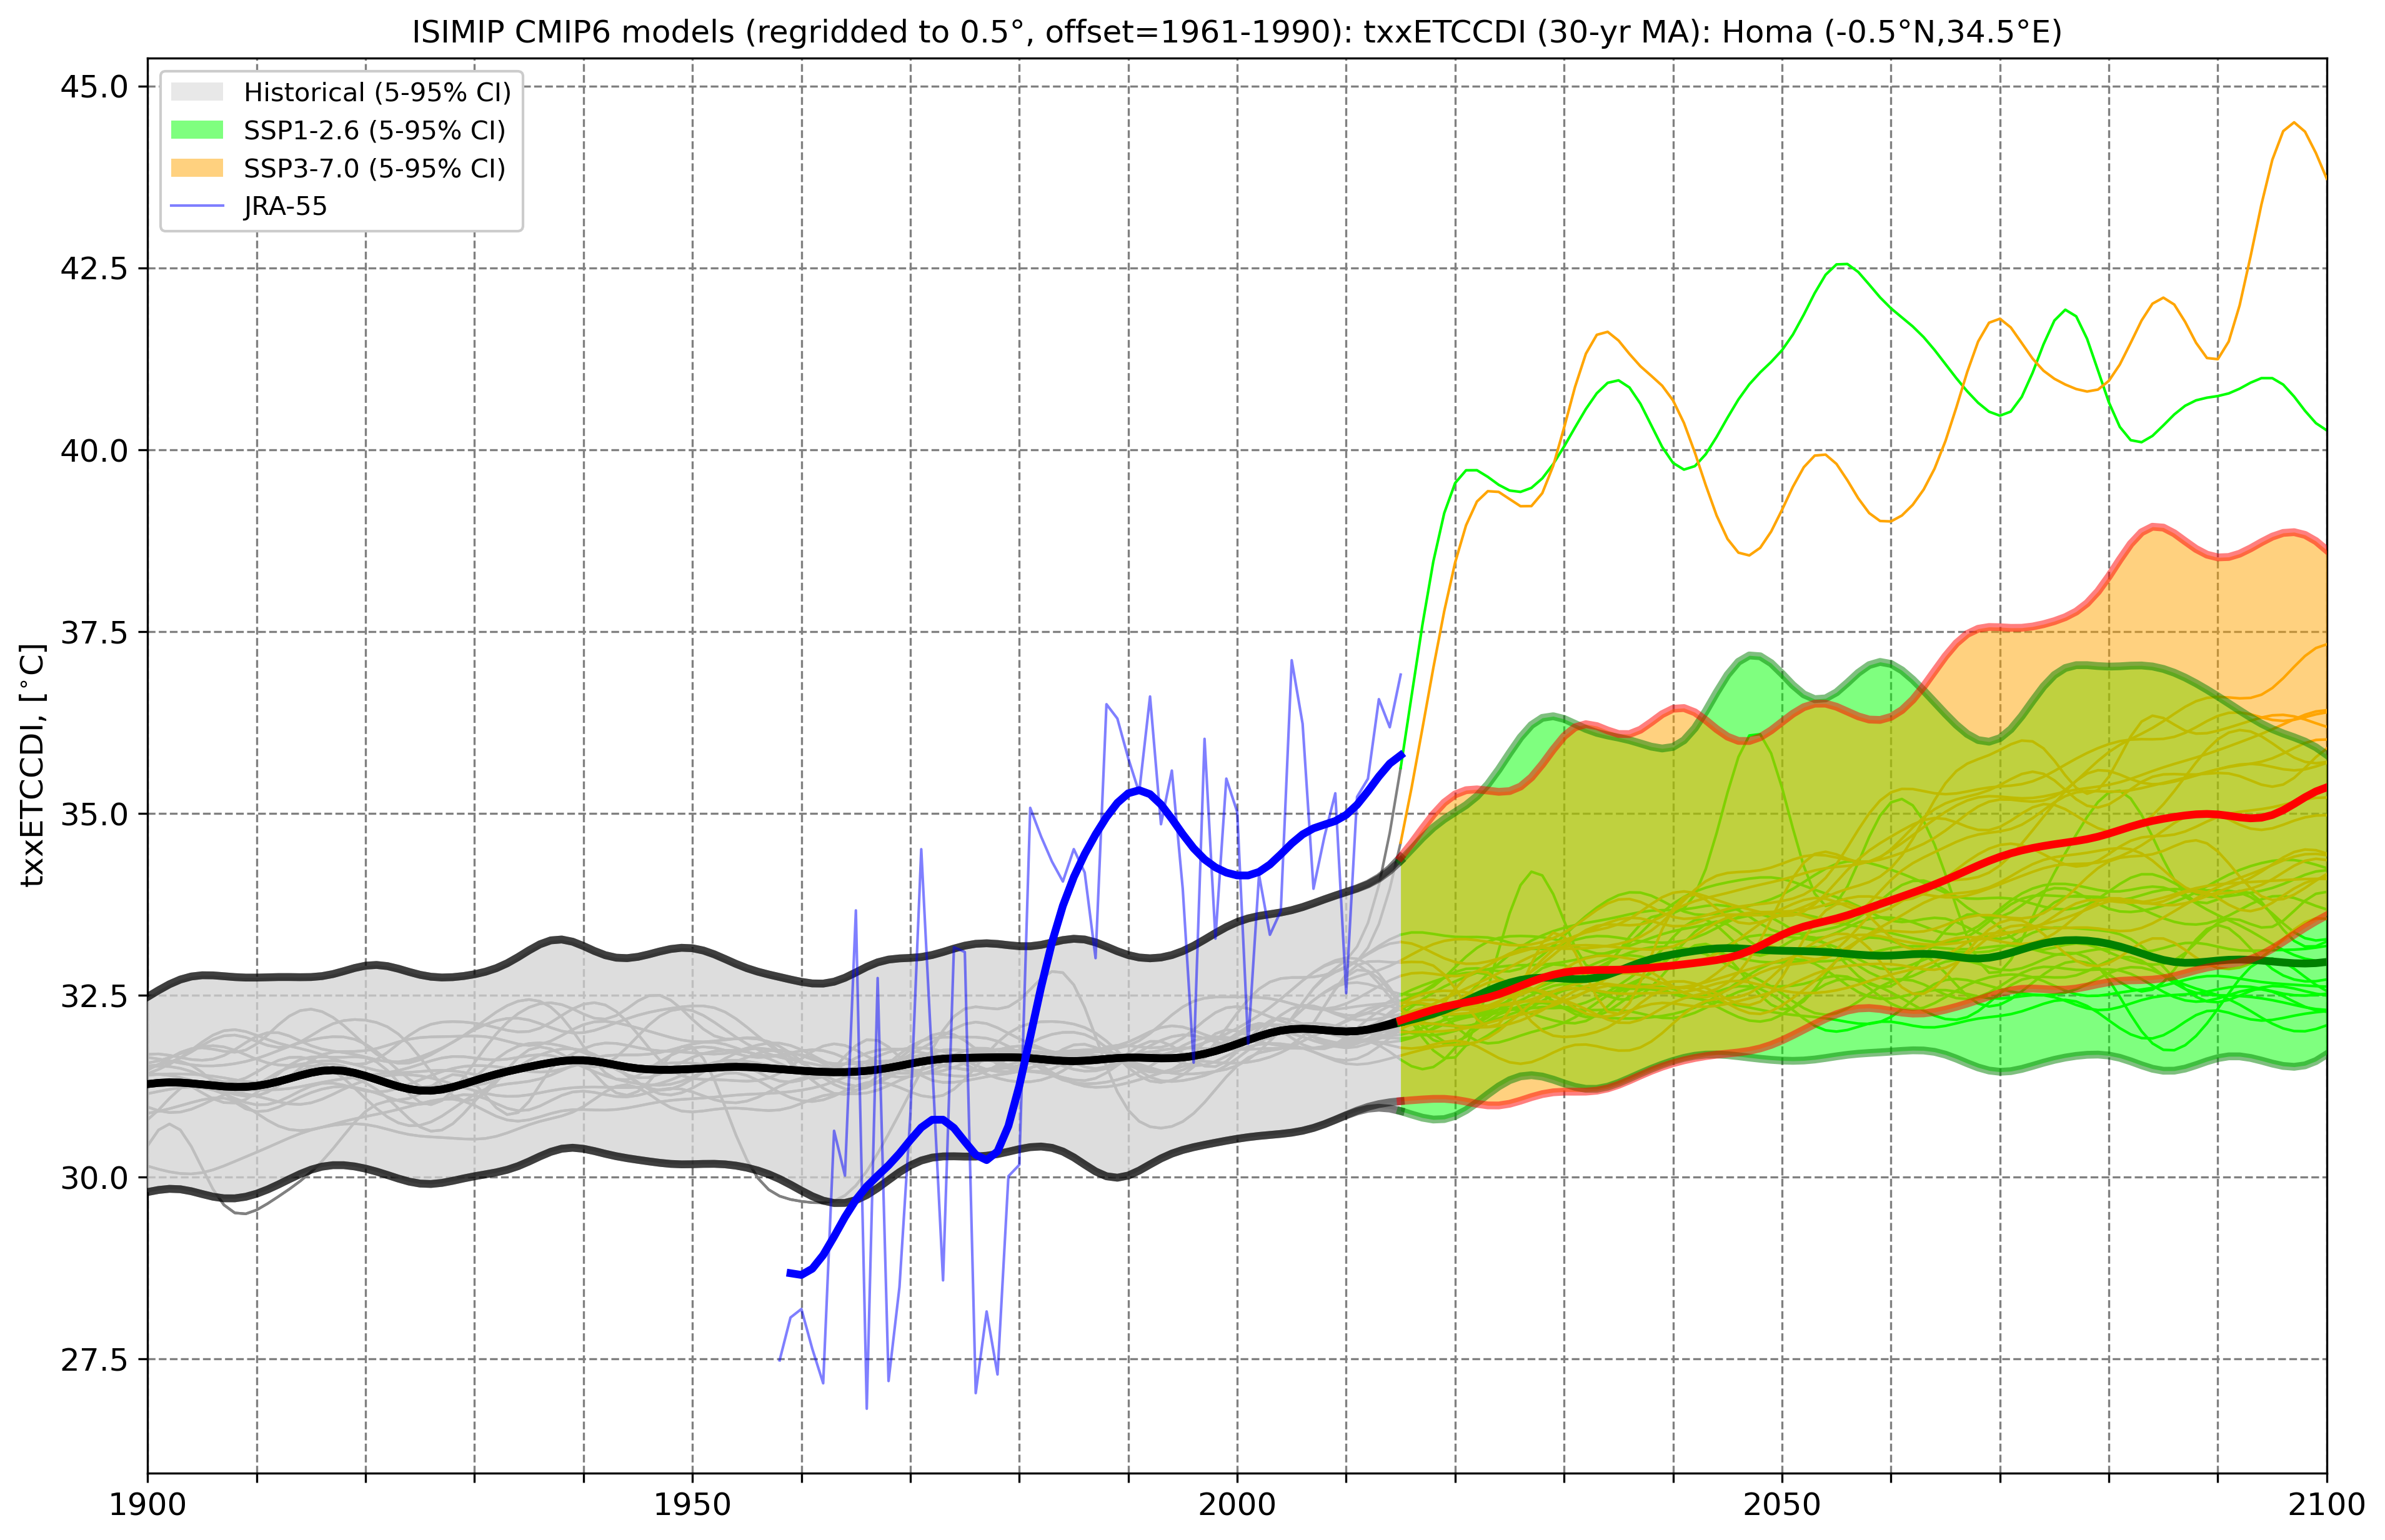 ISIMIP CMIP6 models (regridded to 0.5°, offset=1961-1990): txxETCCDI (30-yr MA): Homa (-0.5°N,34.5°E)
Historical (5-95% CI)
SSP1-2.6 (5-95% CI)
SSP3-7.0 (5-95% CI)
JRA-55
txxETCCDI, [°C]
45.0
42.5
40.0
37.5
35.0
32.5
30.0
27.5
1900 1950 2000 2050 2100